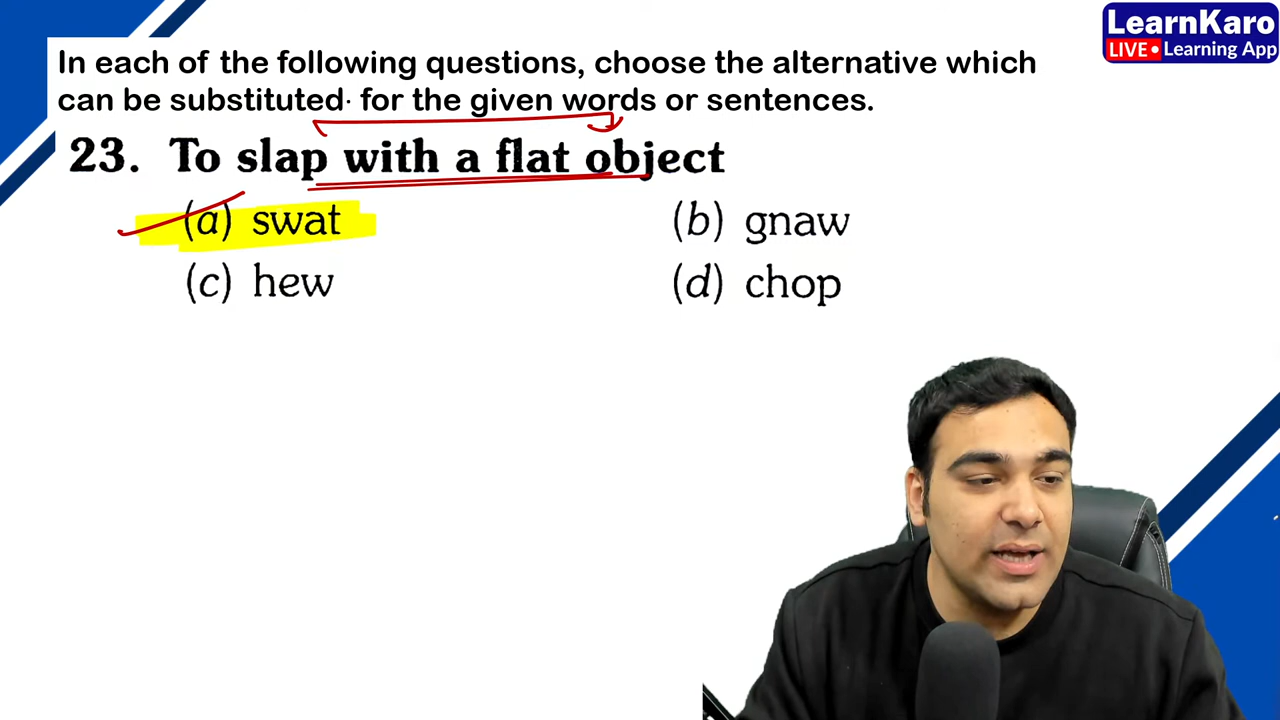 LearnKaro
LIVE • Learning App
In each of the following questions, choose the alternative which
can be substituted for the given words or sentences.
23. To slap with a flat object
(a) swat (b) gnaw
(c) hew (d) chop